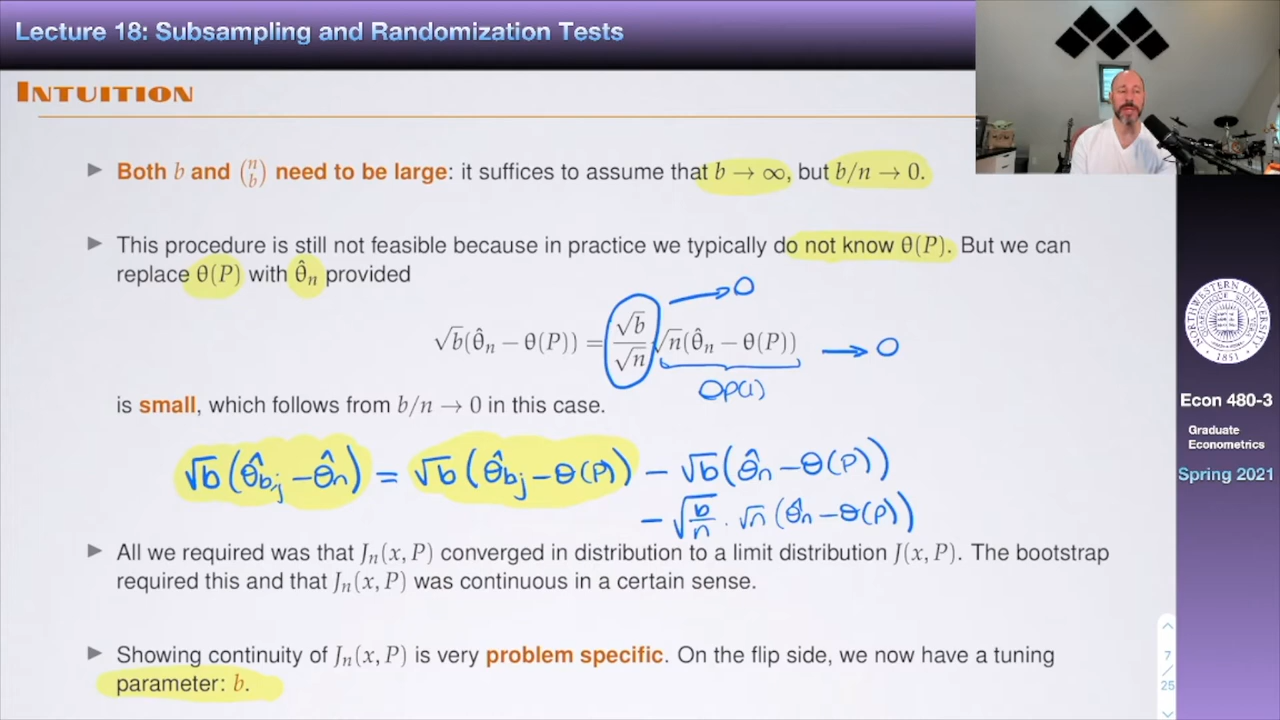 Lecture 18: Subsampling and Randomization Tests
INTUITION
▶ Both b and (n b) need to be large: it suffices to assume that b → ∞, but b/n → 0.
▶ This procedure is still not feasible because in practice we typically do not know θ(P). But we can
replace θ(P) with θ̂n provided
→ 0
√b(θ̂n − θ(P)) = √b/√n √n(θ̂n − θ(P)) → 0
OP(1)
is small, which follows from b/n → 0 in this case.
√b(θ̂b,j − θ̂n) = √b(θ̂b,j − θ(P)) − √b(θ̂n − θ(P))
− √b/n · √n(θ̂n − θ(P))
▶ All we required was that Jn(x, P) converged in distribution to a limit distribution J(x, P). The bootstrap
required this and that Jn(x, P) was continuous in a certain sense.
▶ Showing continuity of Jn(x, P) is very problem specific. On the flip side, we now have a tuning
parameter: b.
NORTHWESTERN UNIVERSITY
1851
Econ 480-3
Graduate
Econometrics
Spring 2021
7
/
25